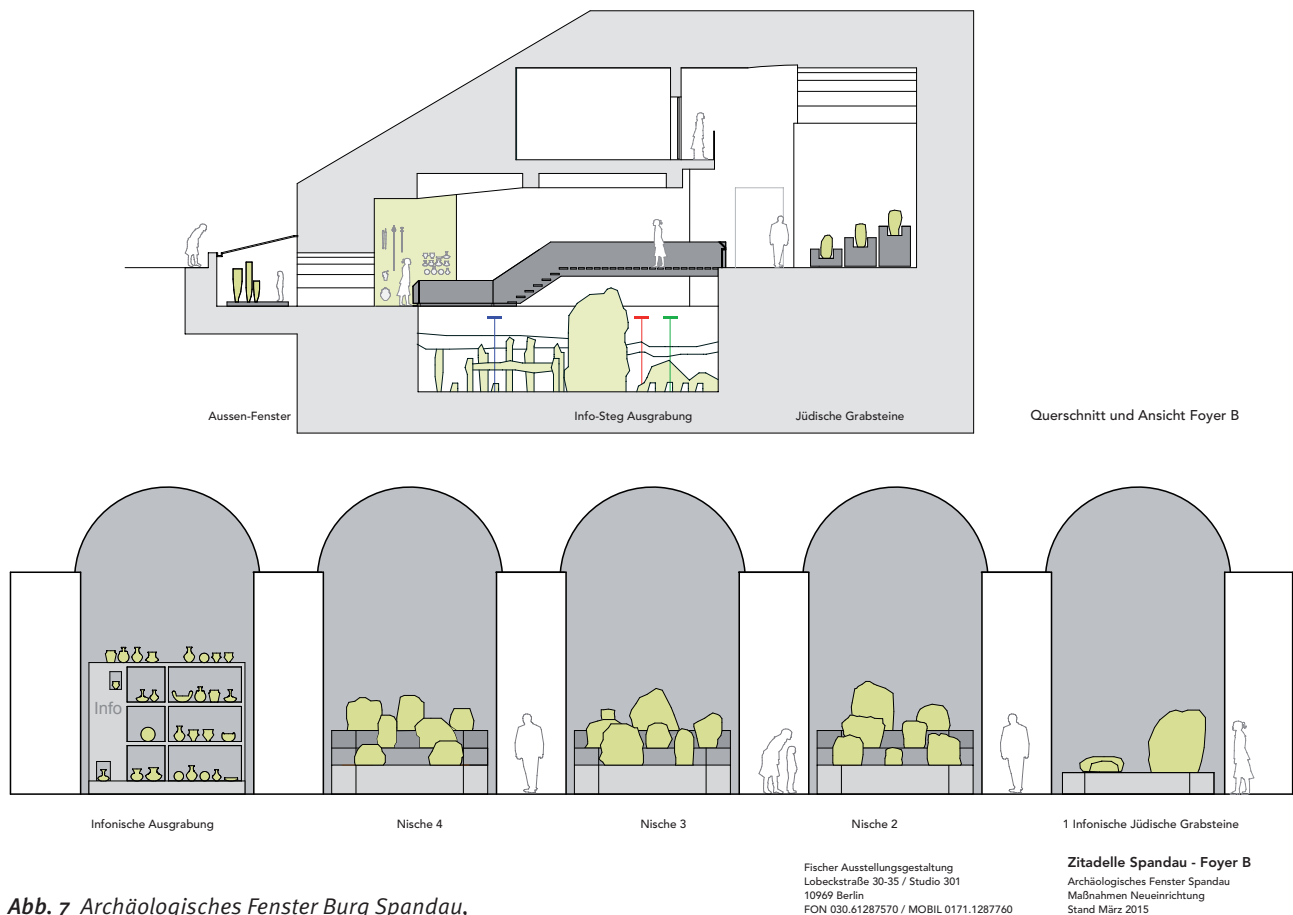 Aussen-Fenster
Info-Steg Ausgrabung
Jüdische Grabsteine
Querschnitt und Ansicht Foyer B
Info
Infonische Ausgrabung
Nische 4
Nische 3
Nische 2
1 Infonische Jüdische Grabsteine
Fischer Ausstellungsgestaltung
Lobeckstraße 30-35 / Studio 301
10969 Berlin
FON 030.61287570 / MOBIL 0171.1287760
Zitadelle Spandau - Foyer B
Archäologisches Fenster Spandau
Maßnahmen Neueinrichtung
Stand März 2015
Abb. 7 Archäologisches Fenster Burg Spandau,